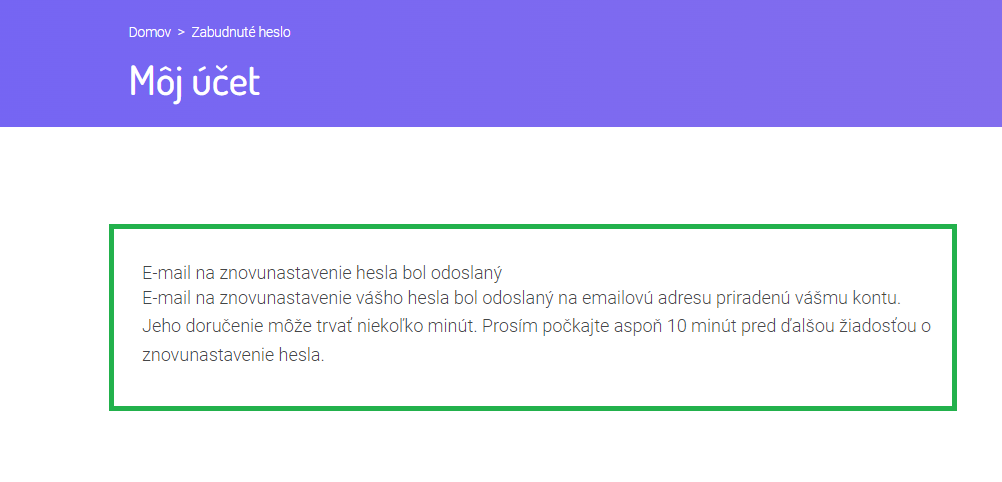 Domov > Zabudnuté heslo
Môj účet
E-mail na znovunastavenie hesla bol odoslaný
E-mail na znovunastavenie vášho hesla bol odoslaný na emailovú adresu priradenú vášmu kontu.
Jeho doručenie môže trvať niekoľko minút. Prosím počkajte aspoň 10 minút pred ďalšou žiadosťou o
znovunastavenie hesla.